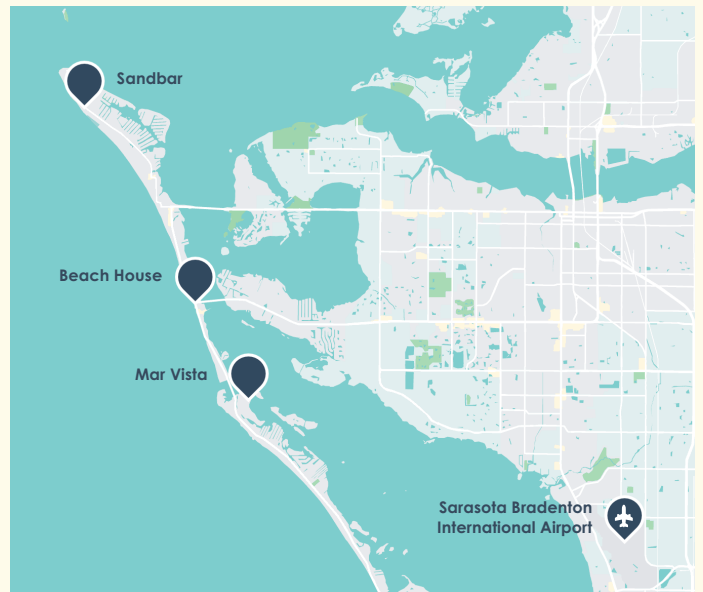 Sandbar
Beach House
Mar Vista
Sarasota Bradenton
International Airport